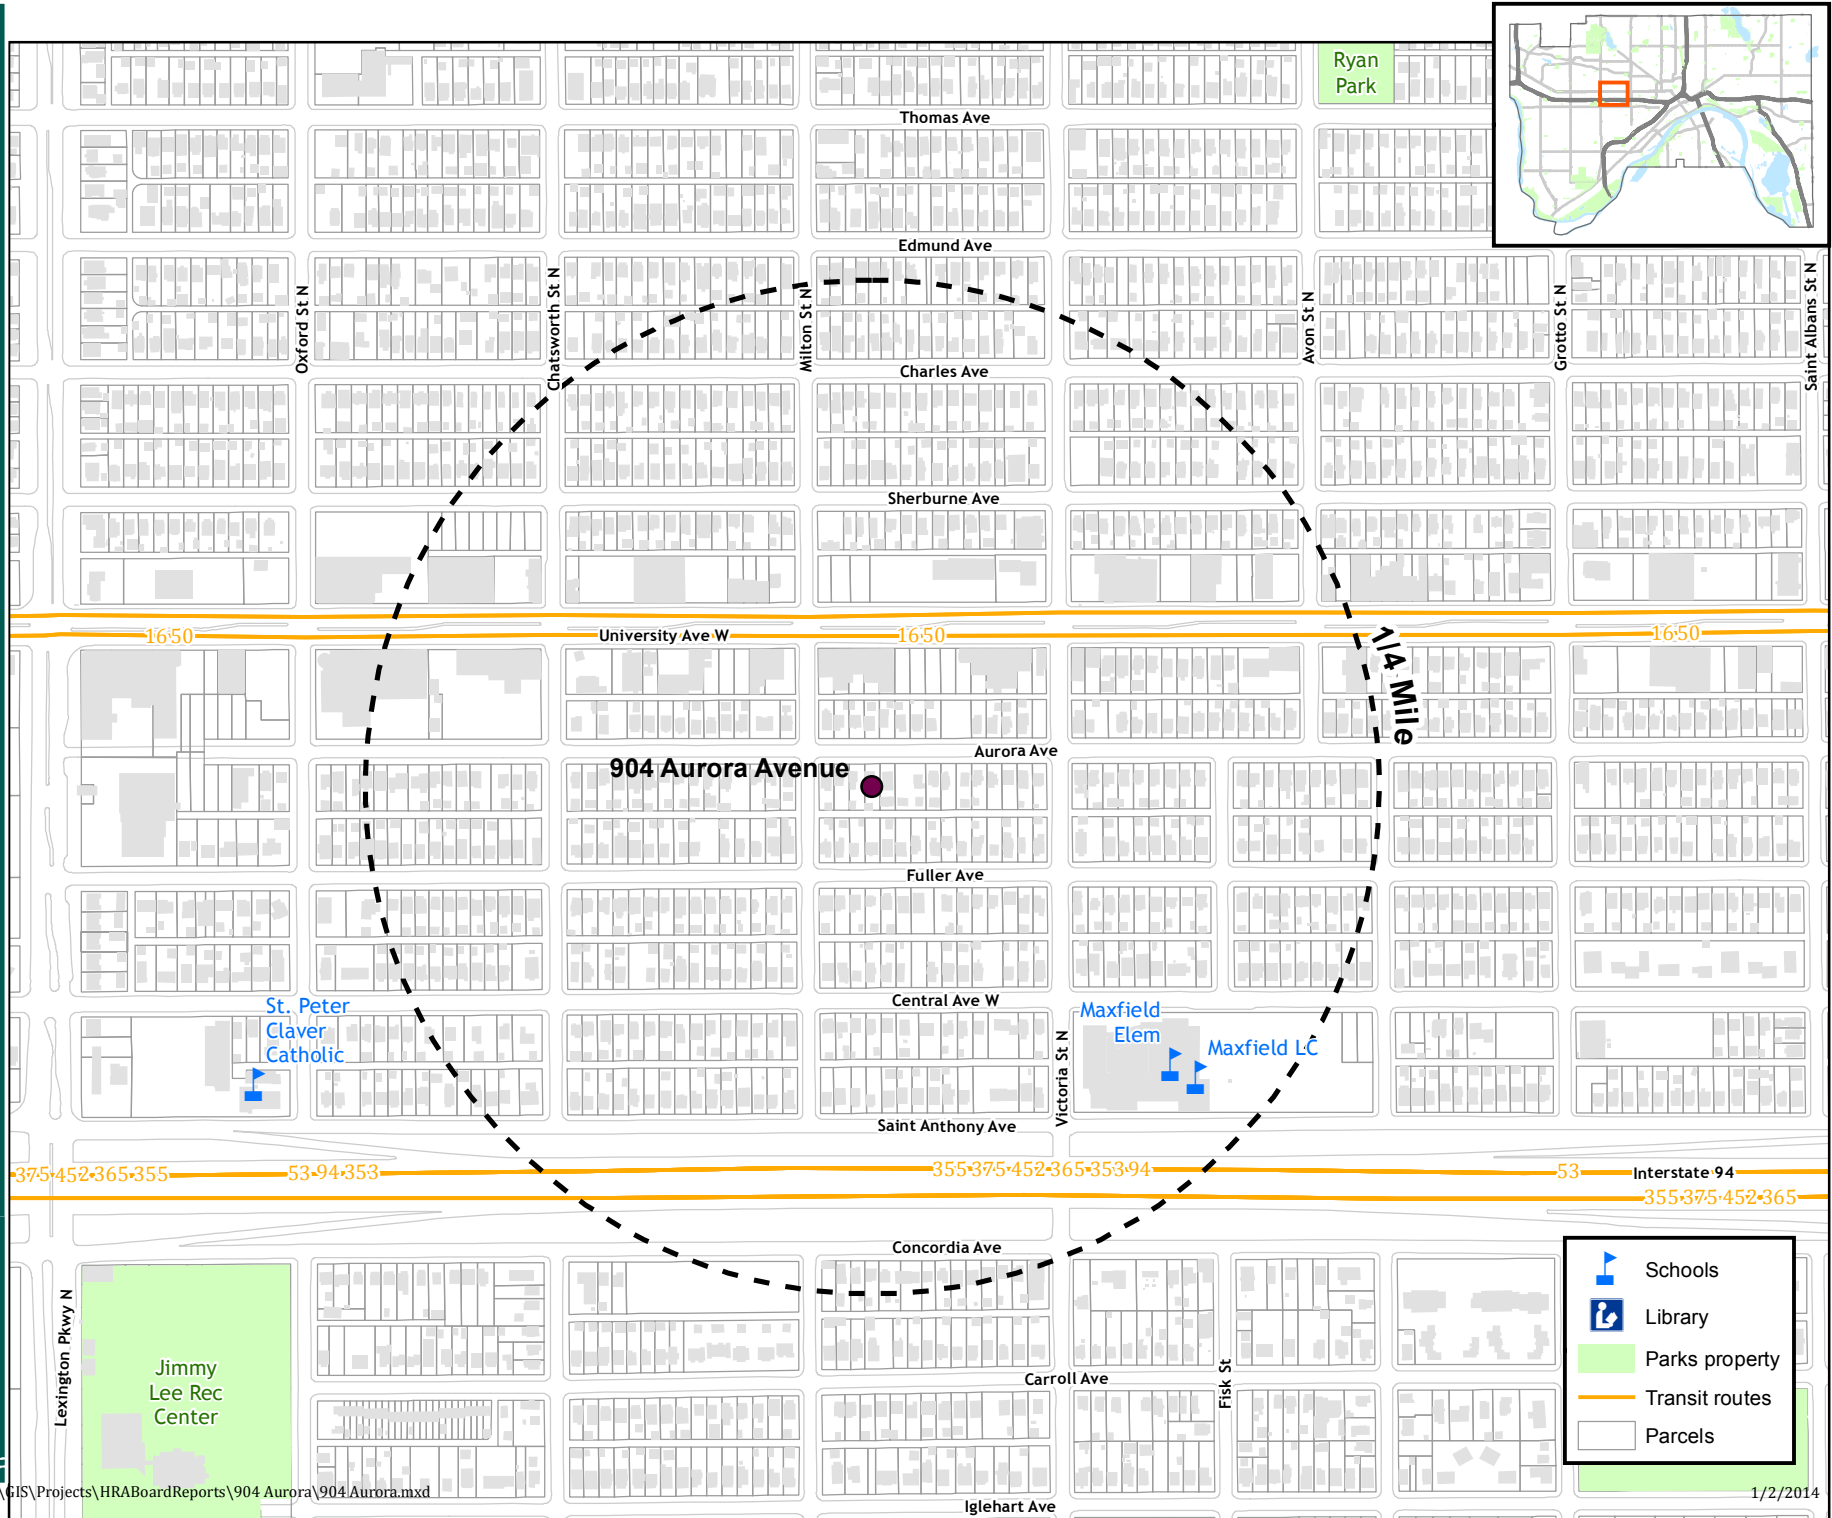 Ryan
Park
Thomas Ave
Edmund Ave
Oxford St N
Chatsworth St N
Milton St N
Avon St N
Grotto St N
Saint Albans St N
Charles Ave
Sherburne Ave
16 50
University Ave W
16 50
16 50
1/4 Mile
Aurora Ave
904 Aurora Avenue
Fuller Ave
Central Ave W
St. Peter
Claver
Catholic
Maxfield
Elem
Maxfield LC
Victoria St N
Saint Anthony Ave
375 452 365 355
53 94 353
355 375 452 365 353 94
53
Interstate 94
355 375 452 365
Concordia Ave
Lexington Pkwy N
Jimmy
Lee Rec
Center
Carroll Ave
Fisk St
Schools
Library
Parks property
Transit routes
Parcels
\GIS\Projects\HRABoardReports\904 Aurora\904 Aurora.mxd
1/2/2014
Iglehart Ave